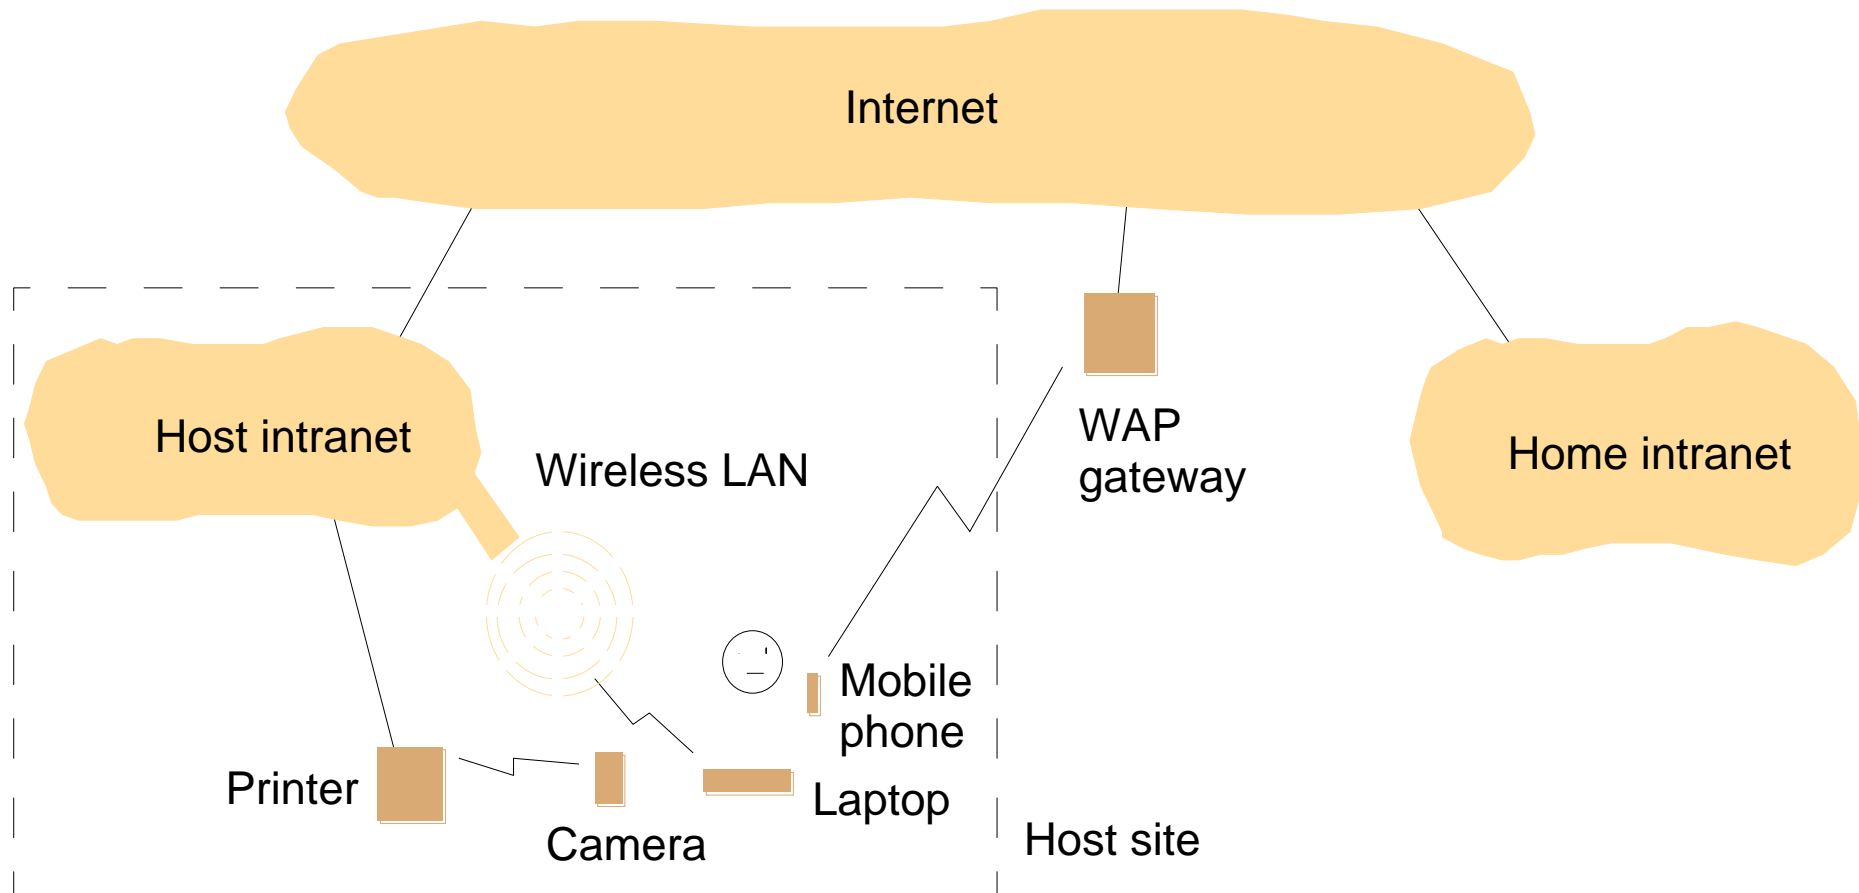 Internet
Host intranet
Wireless LAN
WAP
gateway
Home intranet
Mobile
phone
Printer
Laptop
Camera
Host site